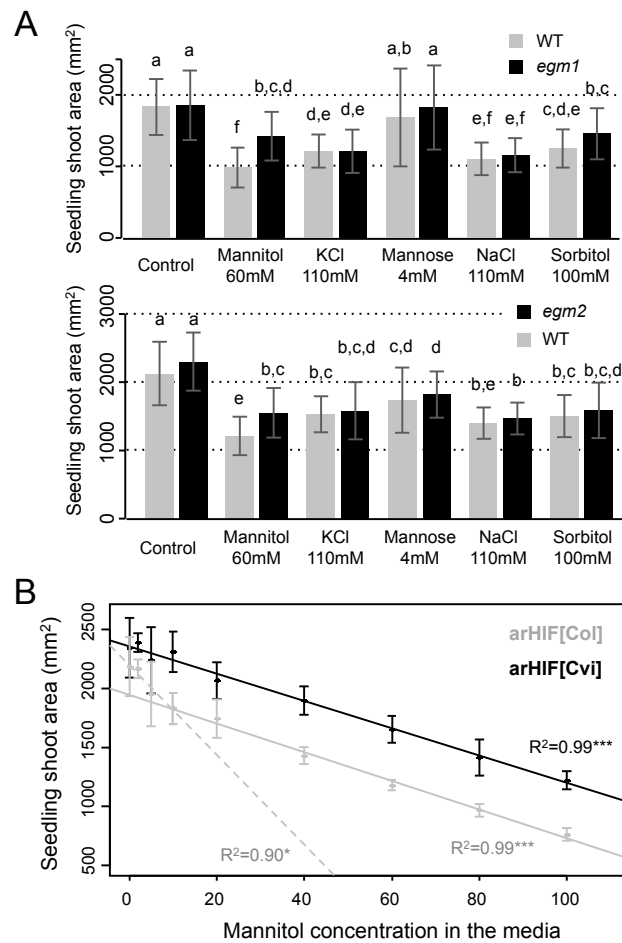 A
Seedling shoot area (mm²)
2000
1000
0
WT
egm1
a
a
f
b,c,d
d,e
d,e
a,b
a
e,f
e,f
c,d,e
b,c
Control
Mannitol
60mM
KCl
110mM
Mannose
4mM
NaCl
110mM
Sorbitol
100mM
Seedling shoot area (mm²)
3000
2000
1000
0
egm2
WT
a
a
e
b,c
b,c
b,c,d
c,d
d
b,e
b
b,c
b,c,d
Control
Mannitol
60mM
KCl
110mM
Mannose
4mM
NaCl
110mM
Sorbitol
100mM
B
Seedling shoot area (mm²)
2500
2000
1500
1000
500
arHIF[Col]
arHIF[Cvi]
R²=0.99***
R²=0.90*
R²=0.99***
0
20
40
60
80
100
Mannitol concentration in the media